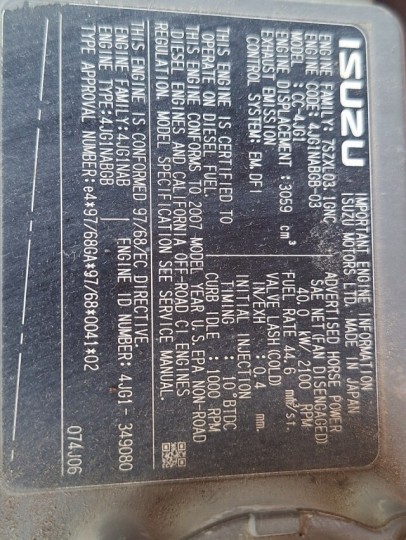 ISUZU
IMPORTANT ENGINE INFORMATION
ISUZU MOTORS LTD. MADE IN JAPAN
ENGINE FAMILY: 7SZXL03.1GNC
ENGINE CODE: 4JG1NABGB-03
MODEL: CC-4JG1
ENGINE DISPLACEMENT: 3059 cm³
EXHAUST EMISSION
CONTROL SYSTEM: EM,DFI
ADVERTISED HORSE POWER
SAE NET(FAN DISENGAGED)
40.0 kW/2100 RPM
FUEL RATE 44.6 mm³/st.
VALVE LASH(COLD)
IN/EXH : 0.4 mm.
INITIAL INJECTION
TIMING : 10°BTDC
CURB IDLE : 1000 RPM
THIS ENGINE IS CERTIFIED TO
OPERATE ON DIESEL FUEL
THIS ENGINE CONFORMS TO 2007 MODEL YEAR U.S.EPA NON-ROAD
DIESEL ENGINES AND CALIFORNIA OFF-ROAD CI ENGINES
REGULATION MODEL SPECIFICATION SEE SERVICE MANUAL.
THIS ENGINE IS CONFORMED 97/68/EC DIRECTIVE.
ENGINE FAMILY:4JG1NAB
ENGINE ID NUMBER: 4JG1- 349080
ENGINE TYPE:4JG1NABGB
TYPE APPROVAL NUMBER: e4*97/68GA*97/68*0041*02
074J06